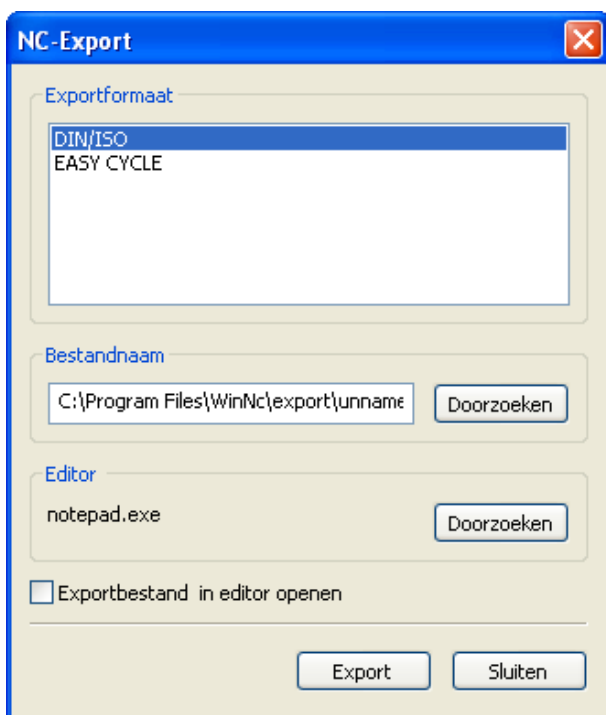 NC-Export
Exportformaat
DIN/ISO
EASY CYCLE
Bestandnaam
C:\Program Files\WinNc\export\unname
Doorzoeken
Editor
notepad.exe
Doorzoeken
Exportbestand in editor openen
Export
Sluiten